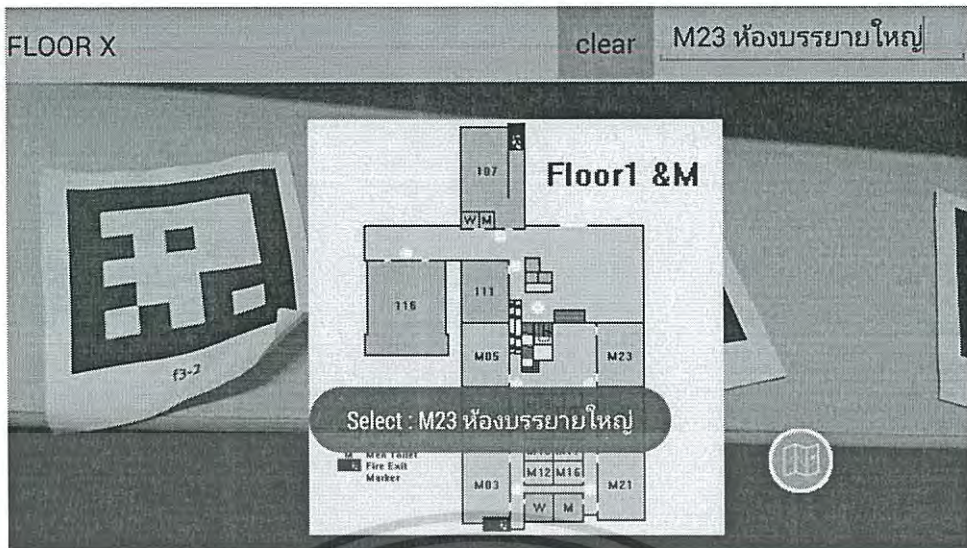 FLOOR X
clear
M23 ห้องบรรยายใหญ่
Floor1 &M
107
W M
116
111
M05
M23
Select : M23 ห้องบรรยายใหญ่
f3-2
M Men Toilet
Fire Exit
Marker
M12 M16
M03
M21
W M